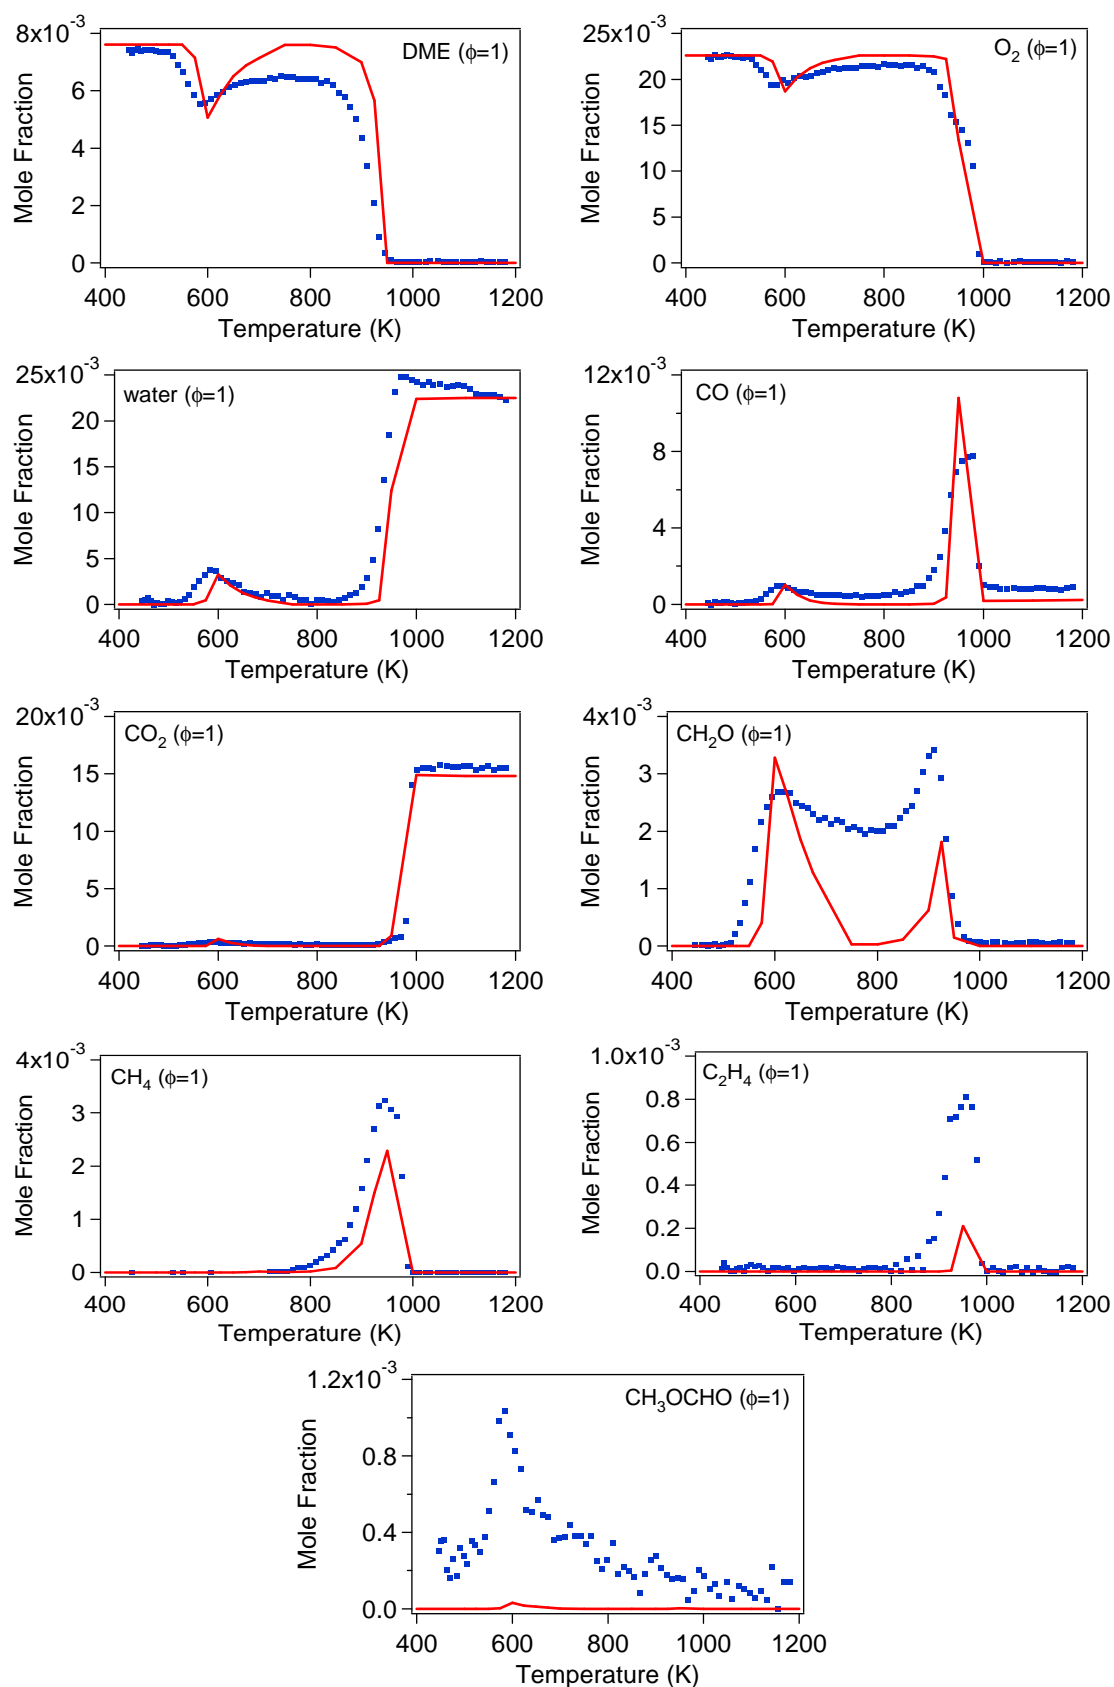 8x10⁻³
6
4
2
0
Mole Fraction
DME (ϕ=1)
400 600 800 1000 1200
Temperature (K)
25x10⁻³
20
15
10
5
0
Mole Fraction
O₂ (ϕ=1)
400 600 800 1000 1200
Temperature (K)
25x10⁻³
20
15
10
5
0
Mole Fraction
water (ϕ=1)
400 600 800 1000 1200
Temperature (K)
12x10⁻³
8
4
0
Mole Fraction
CO (ϕ=1)
400 600 800 1000 1200
Temperature (K)
20x10⁻³
15
10
5
0
Mole Fraction
CO₂ (ϕ=1)
400 600 800 1000 1200
Temperature (K)
4x10⁻³
3
2
1
0
Mole Fraction
CH₂O (ϕ=1)
400 600 800 1000 1200
Temperature (K)
4x10⁻³
3
2
1
0
Mole Fraction
CH₄ (ϕ=1)
400 600 800 1000 1200
Temperature (K)
1.0x10⁻³
0.8
0.6
0.4
0.2
0.0
Mole Fraction
C₂H₄ (ϕ=1)
400 600 800 1000 1200
Temperature (K)
1.2x10⁻³
0.8
0.4
0.0
Mole Fraction
CH₃OCHO (ϕ=1)
400 600 800 1000 1200
Temperature (K)